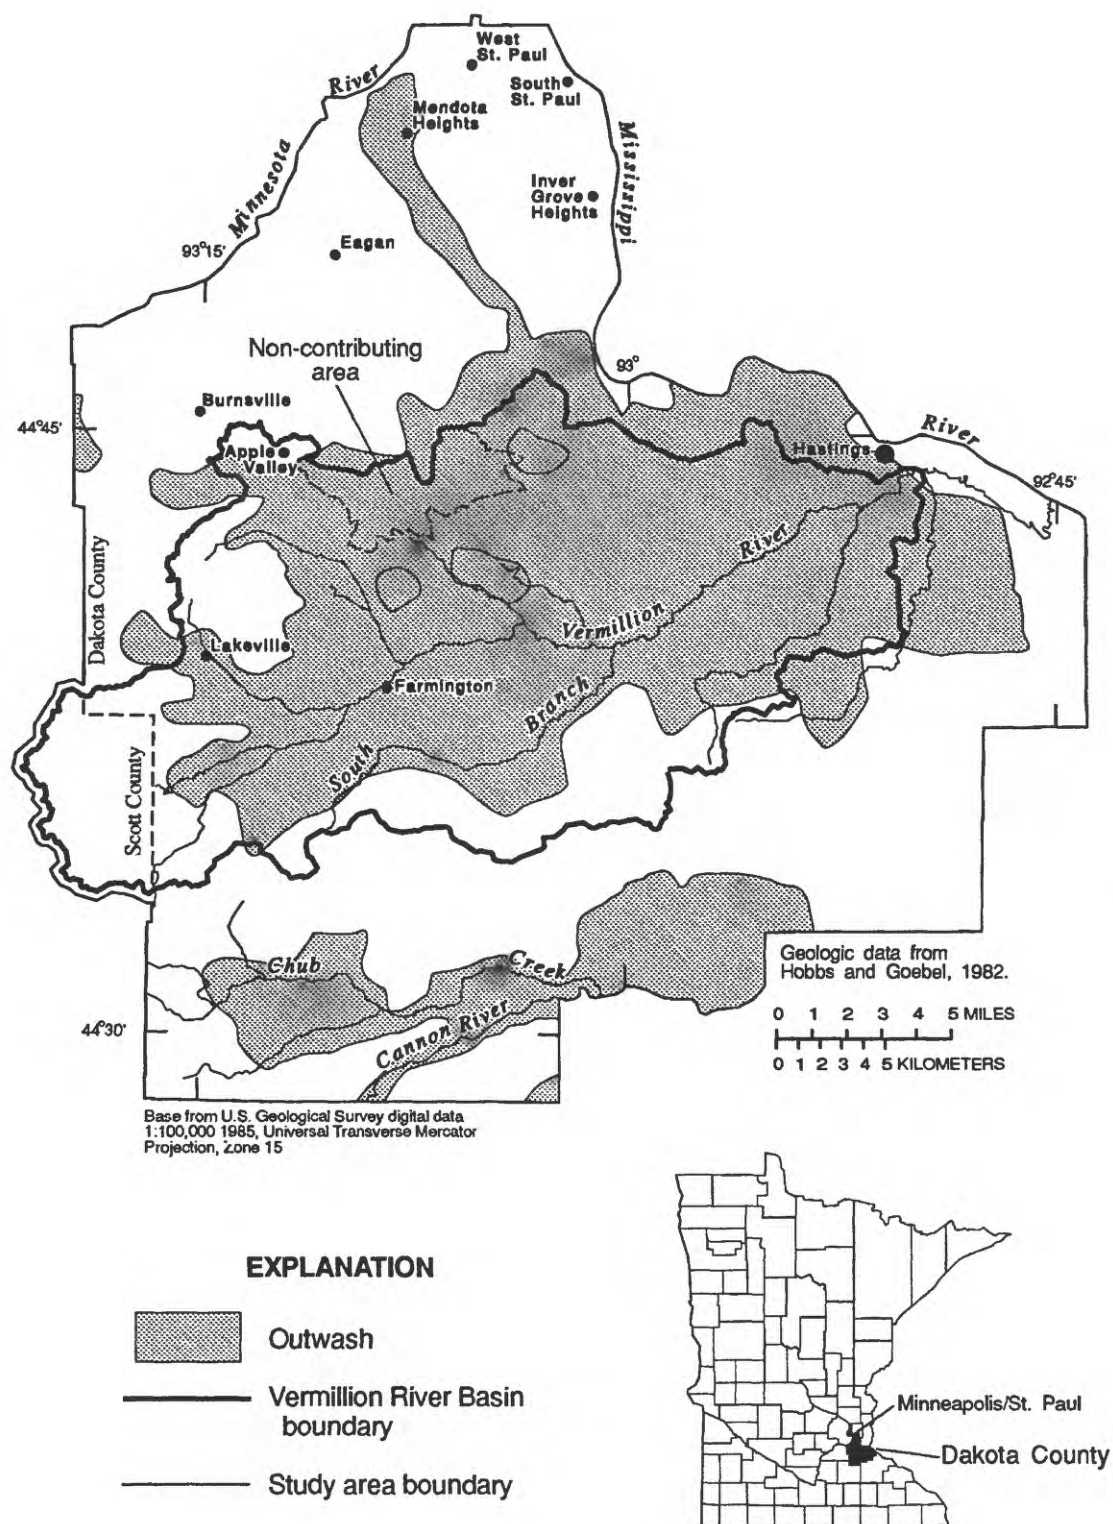 West
St. Paul
River
South
St. Paul
Mendota
Heights
Mississippi
Minnesota
Inver
Grove
Heights
Eagan
93°15'
Non-contributing
area
93°
Burnsville
44°45'
River
Apple
Valley
Hastings
92°45'
River
Dakota County
Vermillion
Lakeville
Farmington
Branch
South
Scott County
Geologic data from
Hobbs and Goebel, 1982.
Chub
Creek
0 1 2 3 4 5 MILES
44°30'
Cannon River
0 1 2 3 4 5 KILOMETERS
Base from U.S. Geological Survey digital data
1:100,000 1985, Universal Transverse Mercator
Projection, Zone 15
EXPLANATION
Outwash
Vermillion River Basin
boundary
Study area boundary
Minneapolis/St. Paul
Dakota County